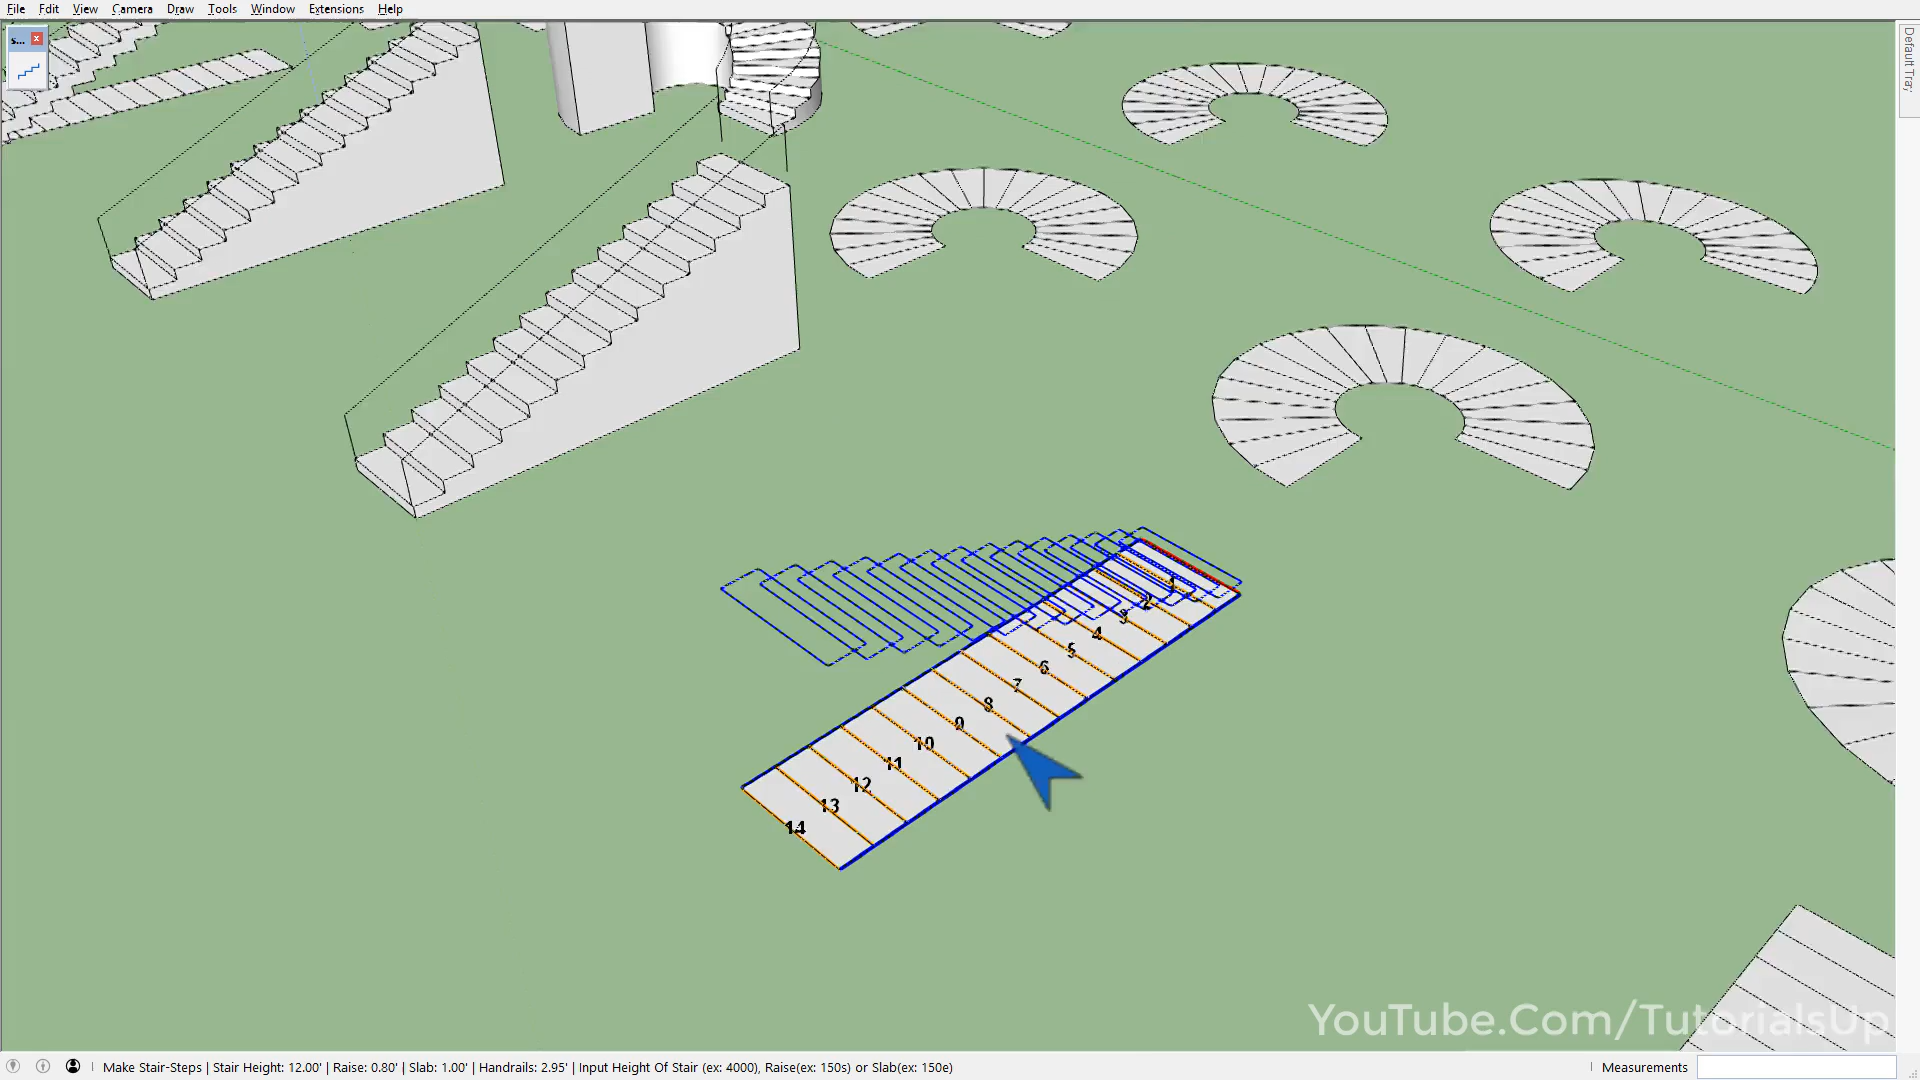 File Edit View Camera Draw Tools Window Extensions Help
s...
Default Tray
1
2
3
4
5
6
7
8
9
10
11
12
13
14
YouTube.Com/TutorialsUp
Make Stair-Steps | Stair Height: 12.00' | Raise: 0.80' | Slab: 1.00' | Handrails: 2.95' | Input Height Of Stair (ex: 4000), Raise(ex: 150s) or Slab(ex: 150e) Measurements